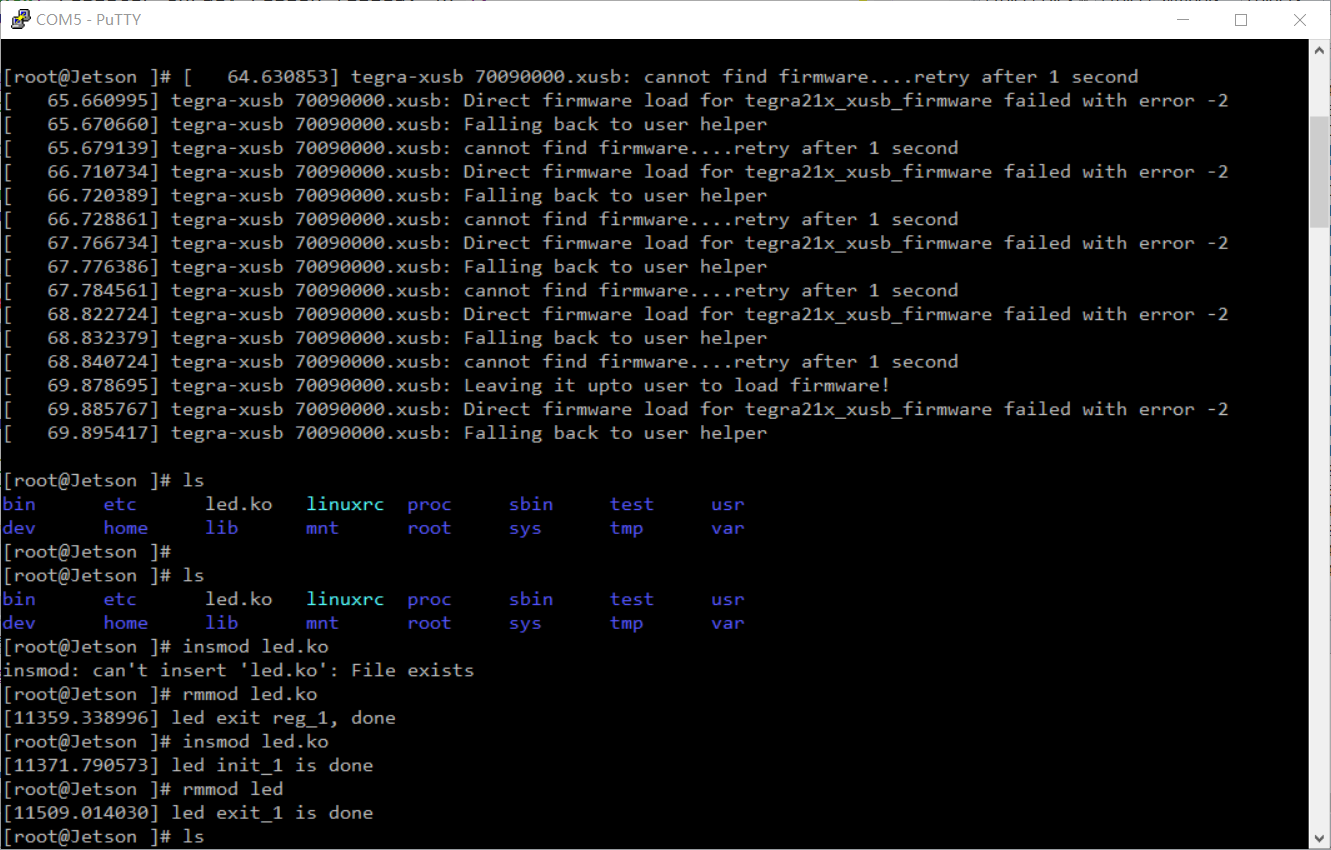 COM5 - PuTTY
[root@Jetson ]# [   64.630853] tegra-xusb 70090000.xusb: cannot find firmware....retry after 1 second
[   65.660995] tegra-xusb 70090000.xusb: Direct firmware load for tegra21x_xusb_firmware failed with error -2
[   65.670660] tegra-xusb 70090000.xusb: Falling back to user helper
[   65.679139] tegra-xusb 70090000.xusb: cannot find firmware....retry after 1 second
[   66.710734] tegra-xusb 70090000.xusb: Direct firmware load for tegra21x_xusb_firmware failed with error -2
[   66.720389] tegra-xusb 70090000.xusb: Falling back to user helper
[   66.728861] tegra-xusb 70090000.xusb: cannot find firmware....retry after 1 second
[   67.766734] tegra-xusb 70090000.xusb: Direct firmware load for tegra21x_xusb_firmware failed with error -2
[   67.776386] tegra-xusb 70090000.xusb: Falling back to user helper
[   67.784561] tegra-xusb 70090000.xusb: cannot find firmware....retry after 1 second
[   68.822724] tegra-xusb 70090000.xusb: Direct firmware load for tegra21x_xusb_firmware failed with error -2
[   68.832379] tegra-xusb 70090000.xusb: Falling back to user helper
[   68.840724] tegra-xusb 70090000.xusb: cannot find firmware....retry after 1 second
[   69.878695] tegra-xusb 70090000.xusb: Leaving it upto user to load firmware!
[   69.885767] tegra-xusb 70090000.xusb: Direct firmware load for tegra21x_xusb_firmware failed with error -2
[   69.895417] tegra-xusb 70090000.xusb: Falling back to user helper
[root@Jetson ]# ls
bin      etc      led.ko   linuxrc  proc     sbin     test     usr
dev      home     lib      mnt      root     sys      tmp      var
[root@Jetson ]#
[root@Jetson ]# ls
bin      etc      led.ko   linuxrc  proc     sbin     test     usr
dev      home     lib      mnt      root     sys      tmp      var
[root@Jetson ]# insmod led.ko
insmod: can't insert 'led.ko': File exists
[root@Jetson ]# rmmod led.ko
[11359.338996] led exit reg_1, done
[root@Jetson ]# insmod led.ko
[11371.790573] led init_1 is done
[root@Jetson ]# rmmod led
[11509.014030] led exit_1 is done
[root@Jetson ]# ls